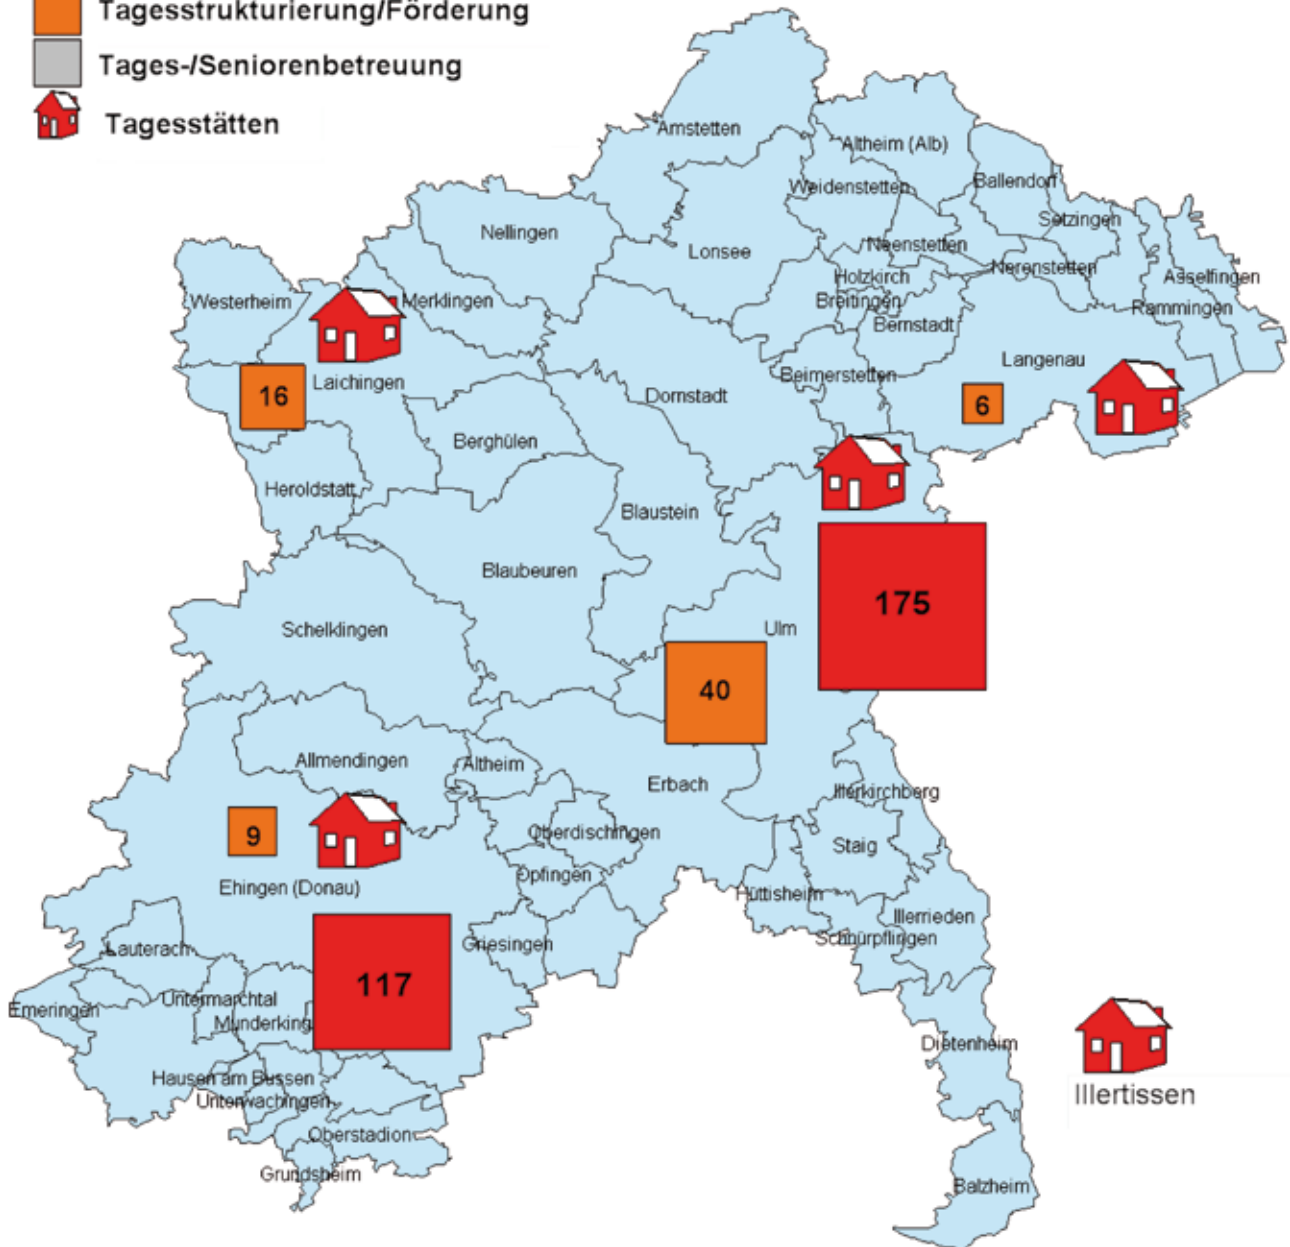 Tagesstrukturierung/Förderung
Tages-/Seniorenbetreuung
Tagesstätten
Amstetten
Altheim (Alb)
Weidenstetten
Ballendorf
Setzingen
Nellingen
Lonsee
Neenstetten
Nerenstetten
Holzkirch
Asselfingen
Westerheim
Merklingen
Breitingen
Rammingen
Bernstadt
Langenau
Laichingen
Beimerstetten
16
Dornstadt
6
Berghülen
Heroldstatt
Blaustein
Blaubeuren
175
Schelklingen
Ulm
40
Allmendingen
Altheim
Erbach
Illerkirchberg
9
Oberdischingen
Staig
Öpfingen
Ehingen (Donau)
Hüttisheim
Illerrieden
Lauterach
Griesingen
Schnürpflingen
117
Untermarchtal
Emeringen
Munderking
Dietenheim
Hausen am Bussen
Illertissen
Unterwachingen
Oberstadion
Grundsheim
Balzheim